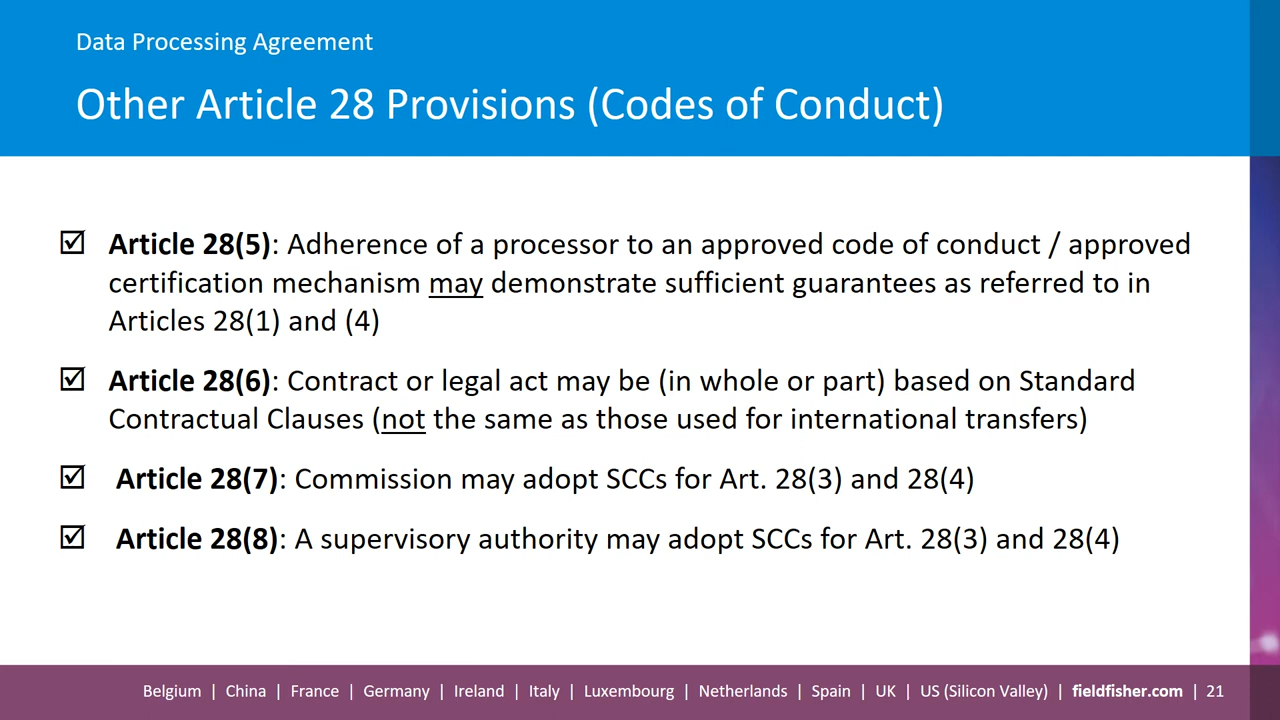 Data Processing Agreement
Other Article 28 Provisions (Codes of Conduct)
Article 28(5): Adherence of a processor to an approved code of conduct / approved
certification mechanism may demonstrate sufficient guarantees as referred to in
Articles 28(1) and (4)
Article 28(6): Contract or legal act may be (in whole or part) based on Standard
Contractual Clauses (not the same as those used for international transfers)
Article 28(7): Commission may adopt SCCs for Art. 28(3) and 28(4)
Article 28(8): A supervisory authority may adopt SCCs for Art. 28(3) and 28(4)
Belgium | China | France | Germany | Ireland | Italy | Luxembourg | Netherlands | Spain | UK | US (Silicon Valley) | fieldfisher.com | 21